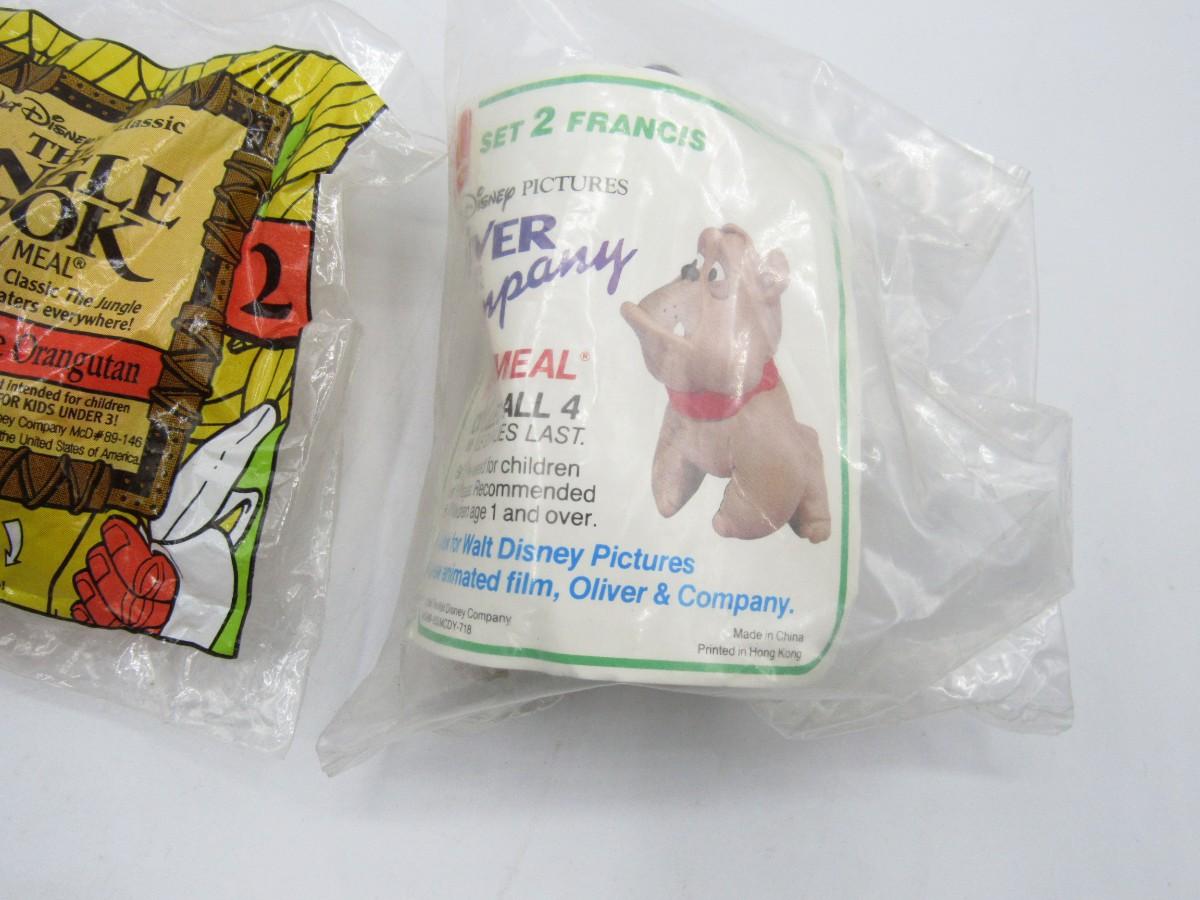 Disney Classic
THE
NGLE
OOK
MEAL®
Classic The Jungle
aters everywhere!
Orangutan
intended for children
FOR KIDS UNDER 3!
ney Company McD# 89-146
the United States of America
2
SET 2 FRANCIS
Disney PICTURES
VER
mpany
MEAL®
ALL 4
LAST.
for children
Recommended
age 1 and over.
for Walt Disney Pictures
animated film, Oliver & Company.
Disney Company
MCDY-718
Made in China
Printed in Hong Kong